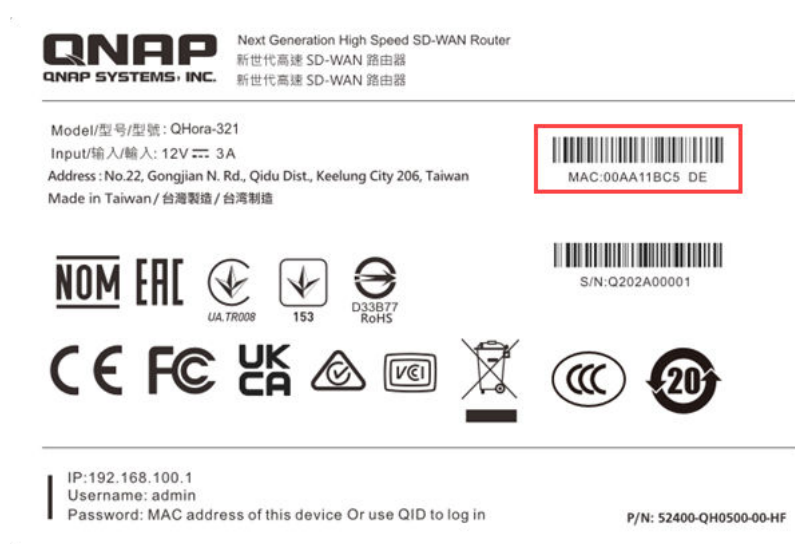 QNAP
QNAP SYSTEMS, INC.
Next Generation High Speed SD-WAN Router
新世代高速 SD-WAN 路由器
新世代高速 SD-WAN 路由器
Model/型号/型號: QHora-321
Input/输入/輸入: 12V 3A
Address : No.22, Gongjian N. Rd., Qidu Dist., Keelung City 206, Taiwan
Made in Taiwan / 台灣製造 / 台湾制造
MAC:00AA11BC5 DE
S/N:Q202A00001
NOM EAC
UA.TR008
153
D33B77
RoHS
CE FC UK CA VCI CCC 20
IP:192.168.100.1
Username: admin
Password: MAC address of this device Or use QID to log in
P/N: 52400-QH0500-00-HF